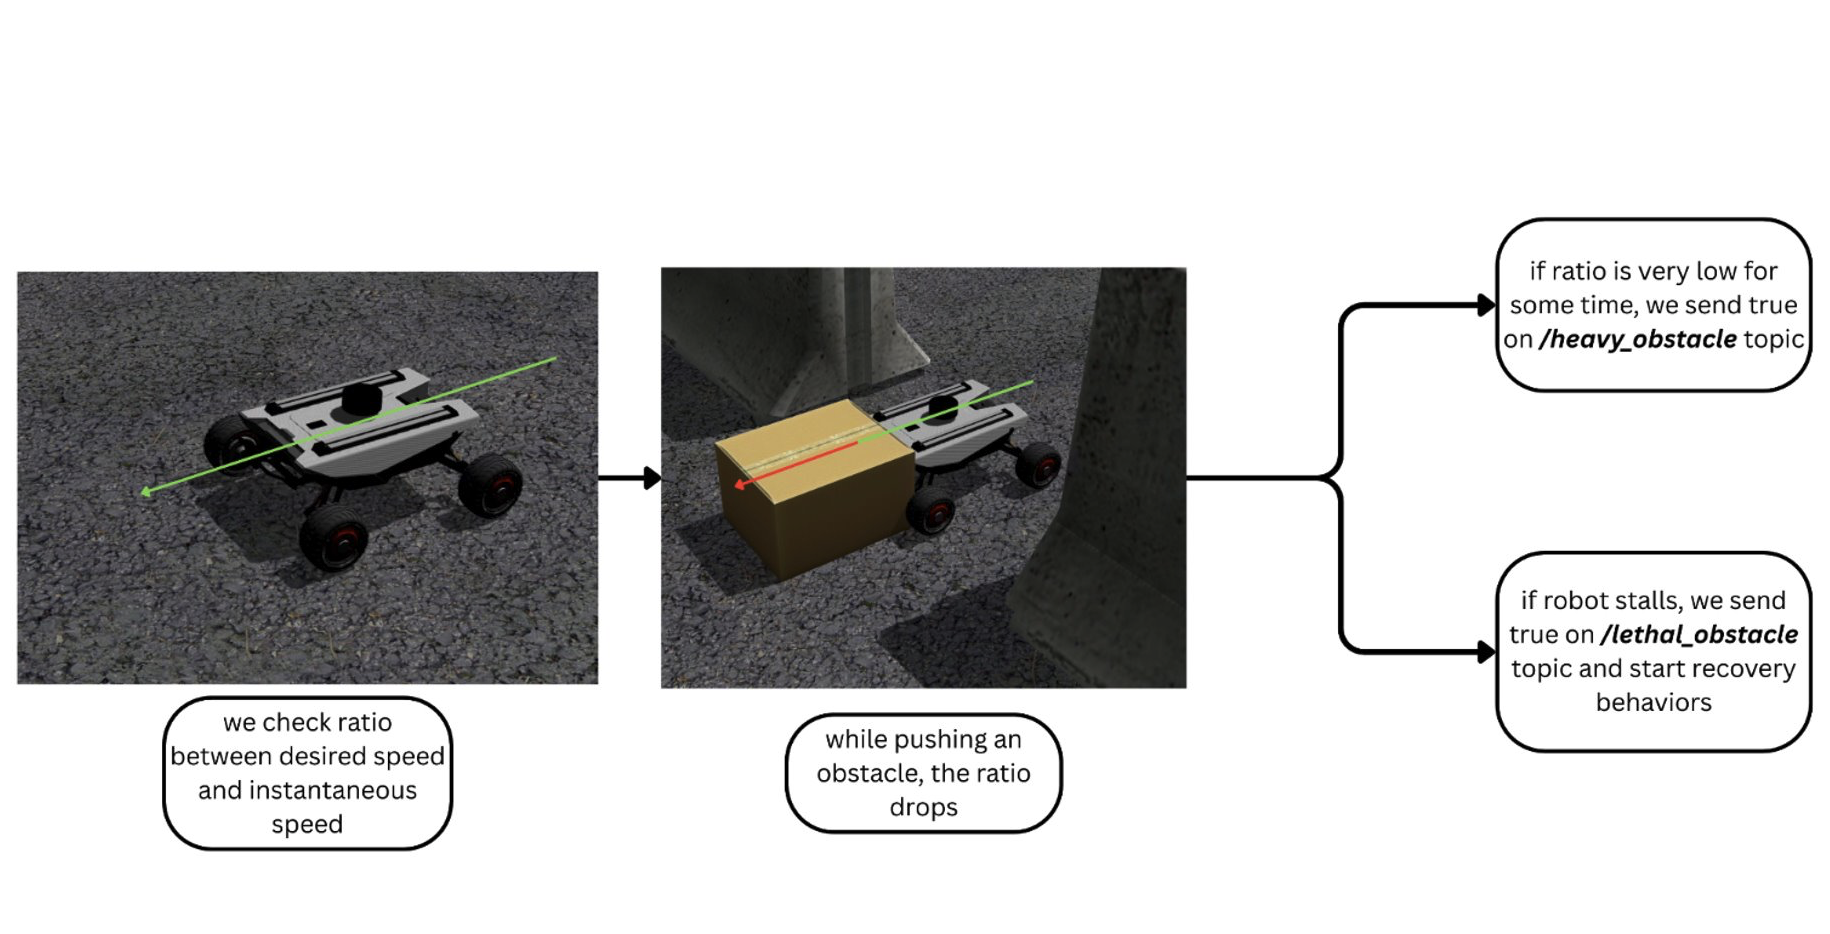 we check ratio
between desired speed
and instantaneous
speed
while pushing an
obstacle, the ratio
drops
if ratio is very low for
some time, we send true
on /heavy_obstacle topic
if robot stalls, we send
true on /lethal_obstacle
topic and start recovery
behaviors